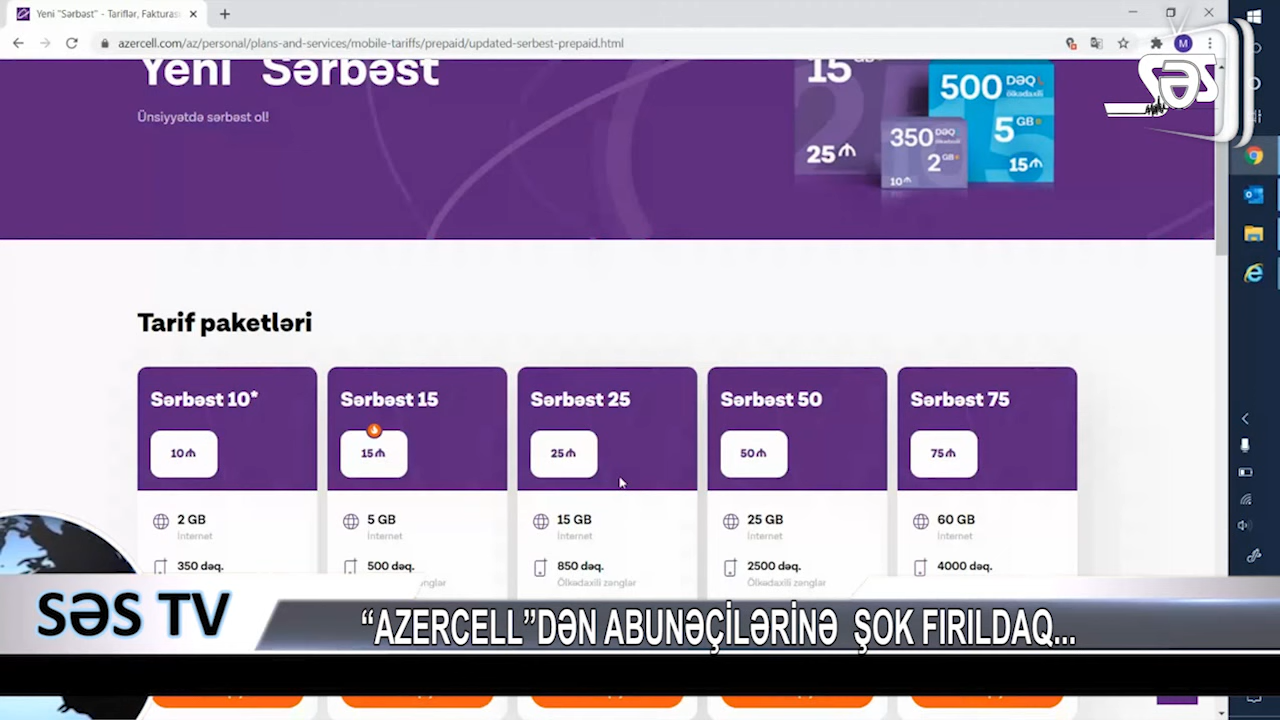 Yeni "Sərbəst" - Tariflər, Fakturası
azercell.com/az/personal/plans-and-services/mobile-tariffs/prepaid/updated-serbest-prepaid.html
M
SƏS
Yeni "Sərbəst"
Ünsiyyətdə sərbəst ol!
15 GB
25 ₼
350 DƏQ
2 GB
10 ₼
500 DƏQ
ölkədaxili
5 GB
15 ₼
Tarif paketləri
Sərbəst 10*
10 ₼
2 GB
İnternet
350 dəq.
Sərbəst 15
15 ₼
5 GB
İnternet
500 dəq.
Sərbəst 25
25 ₼
15 GB
İnternet
850 dəq.
Ölkədaxili zənglər
Sərbəst 50
50 ₼
25 GB
İnternet
2500 dəq.
Ölkədaxili zənglər
Sərbəst 75
75 ₼
60 GB
İnternet
4000 dəq.
SƏS TV
“AZERCELL”DƏN ABUNƏÇİLƏRİNƏ ŞOK FIRILDAQ...